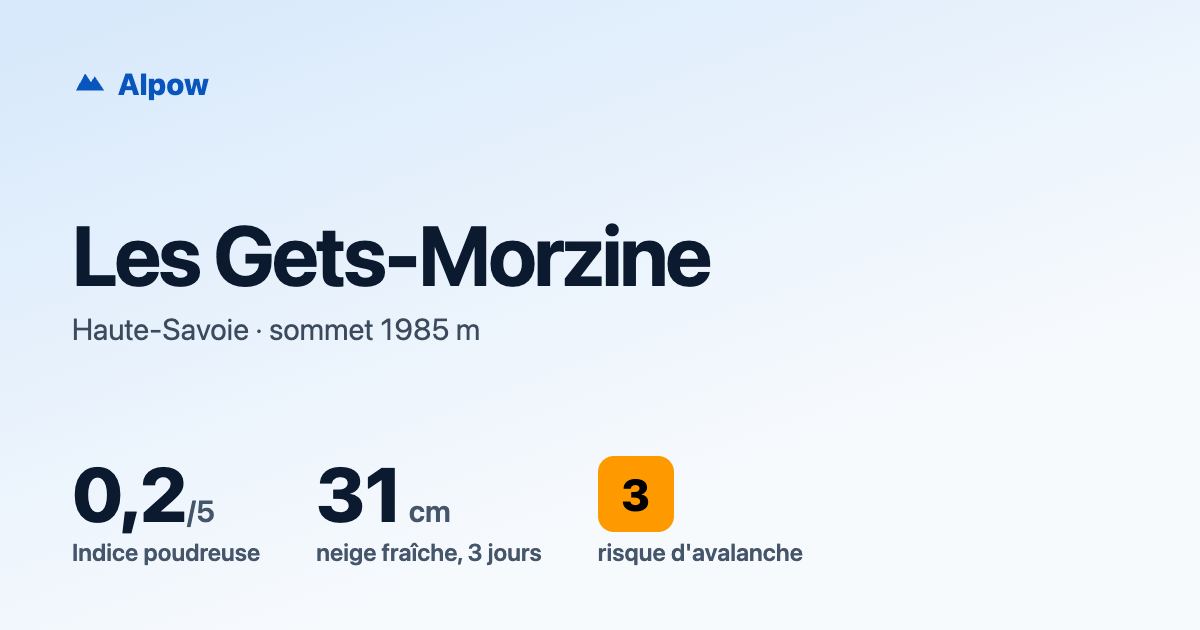 Alpow
Les Gets-Morzine
Haute-Savoie · sommet 1985 m
0,2/5
Indice poudreuse
31 cm
neige fraîche, 3 jours
3
risque d'avalanche